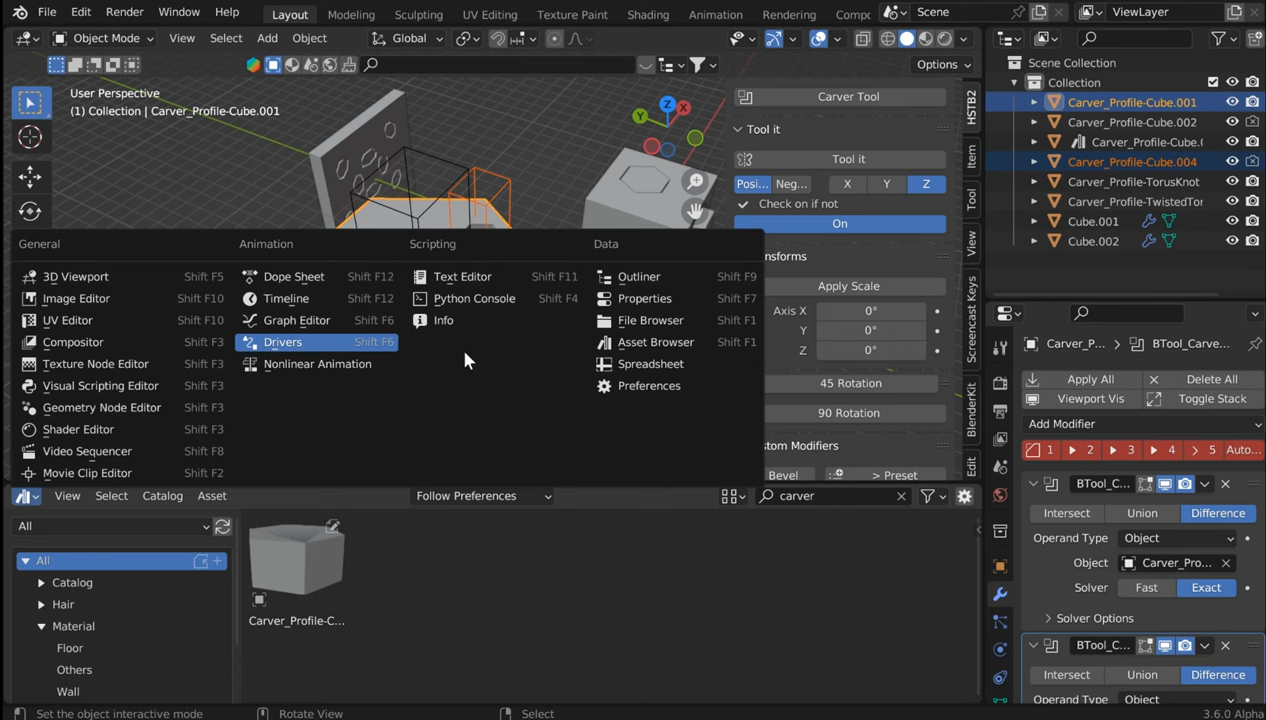 File Edit Render Window Help Layout Modeling Sculpting UV Editing Texture Paint Shading Animation Rendering Compc Scene ViewLayer
Object Mode View Select Add Object Global
Options
User Perspective
(1) Collection | Carver_Profile-Cube.001
Z
Y
X
Carver Tool
Tool it
Tool it
Posi... Neg... X Y Z
Check on if not
On
ansforms
Apply Scale
Axis X 0°
Y 0°
Z 0°
45 Rotation
90 Rotation
ustom Modifiers
Bevel > Preset
HSTB2
Item
Tool
View
Screencast Keys
BlenderKit
Edit
Scene Collection
Collection
Carver_Profile-Cube.001
Carver_Profile-Cube.002
Carver_Profile-Cube.(
Carver_Profile-Cube.004
Carver_Profile-TorusKnot
Carver_Profile-TwistedTor
Cube.001
Cube.002
Carver_P... BTool_Carve...
Apply All Delete All
Viewport Vis Toggle Stack
Add Modifier
1 2 3 4 5 Auto...
BTool_C...
Intersect Union Difference
Operand Type Object
Object Carver_Pro...
Solver Fast Exact
Solver Options
BTool_C...
Intersect Union Difference
Operand Type Object
General
3D Viewport Shift F5
Image Editor Shift F10
UV Editor Shift F10
Compositor Shift F3
Texture Node Editor Shift F3
Visual Scripting Editor Shift F3
Geometry Node Editor Shift F3
Shader Editor Shift F3
Video Sequencer Shift F8
Movie Clip Editor Shift F2
Animation
Dope Sheet Shift F12
Timeline Shift F12
Graph Editor Shift F6
Drivers Shift F6
Nonlinear Animation
Scripting
Text Editor Shift F11
Python Console Shift F4
Info
Data
Outliner Shift F9
Properties Shift F7
File Browser Shift F1
Asset Browser Shift F1
Spreadsheet
Preferences
View Select Catalog Asset Follow Preferences carver
All
All
Catalog
Hair
Material
Floor
Others
Wall
Carver_Profile-C...
Set the object interactive mode Rotate View Select 3.6.0 Alpha